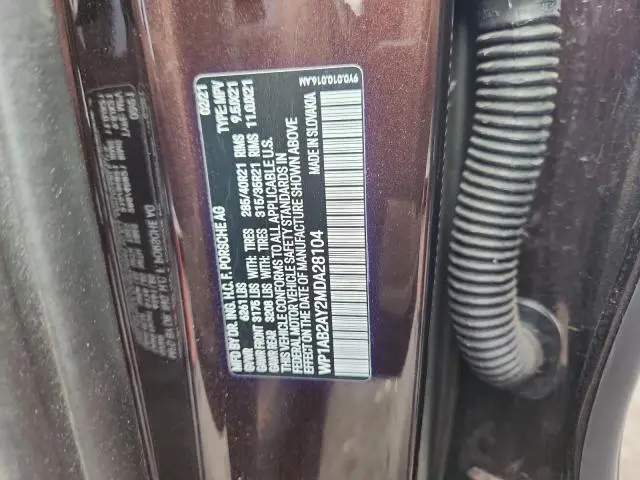 MFD BY DR. ING. H.C. F. PORSCHE AG 02/21
GVWR 6261 LBS TYPE: MPV
GAWR FRONT 3175 LBS WITH: TIRES 285/40R21 RIMS 9.5JX21
GAWR REAR 3208 LBS WITH: TIRES 315/35R21 RIMS 11.0JX21
THIS VEHICLE CONFORMS TO ALL APPLICABLE U.S.
FEDERAL MOTOR VEHICLE SAFETY STANDARDS IN
EFFECT ON THE DATE OF MANUFACTURE SHOWN ABOVE
WP1AB2AY2MDA28104 MADE IN SLOVAKIA
9Y0.010.016.AM